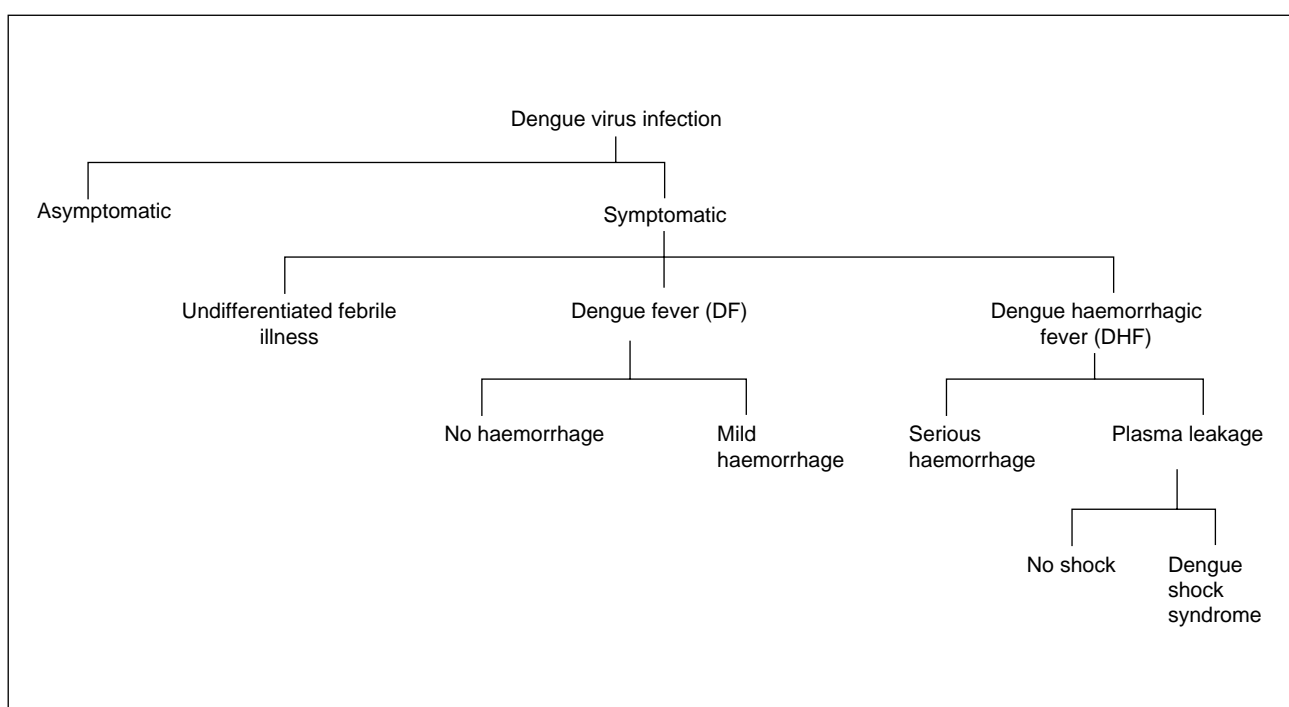 Dengue virus infection
Asymptomatic
Symptomatic
Undifferentiated febrile
illness
Dengue fever (DF)
Dengue haemorrhagic
fever (DHF)
No haemorrhage
Mild
haemorrhage
Serious
haemorrhage
Plasma leakage
No shock
Dengue
shock
syndrome